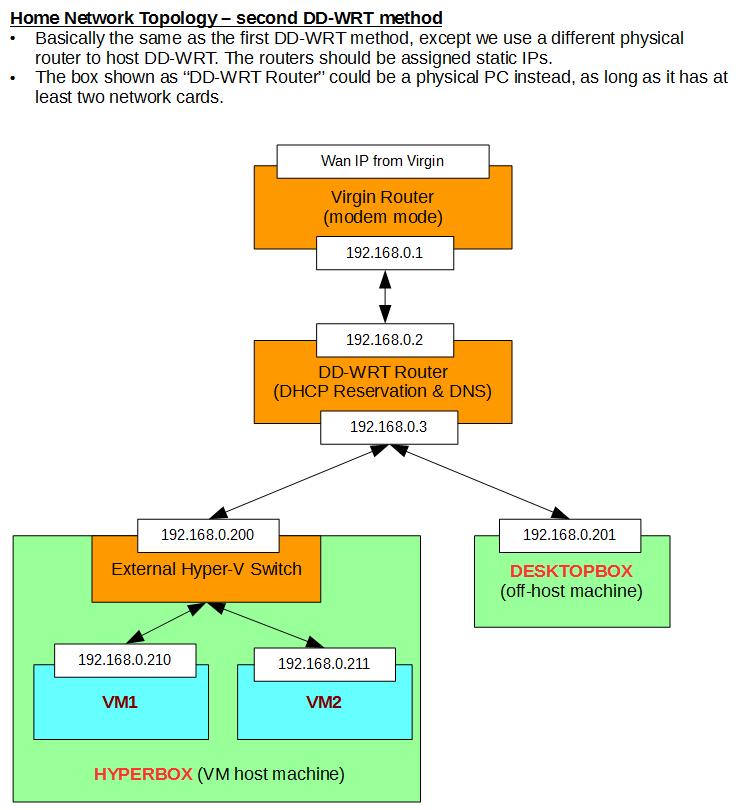 Home Network Topology – second DD-WRT method
• Basically the same as the first DD-WRT method, except we use a different physical
router to host DD-WRT. The routers should be assigned static IPs.
• The box shown as “DD-WRT Router” could be a physical PC instead, as long as it has at
least two network cards.
Wan IP from Virgin
Virgin Router
(modem mode)
192.168.0.1
192.168.0.2
DD-WRT Router
(DHCP Reservation & DNS)
192.168.0.3
192.168.0.200
External Hyper-V Switch
192.168.0.201
DESKTOPBOX
(off-host machine)
192.168.0.210
VM1
192.168.0.211
VM2
HYPERBOX (VM host machine)